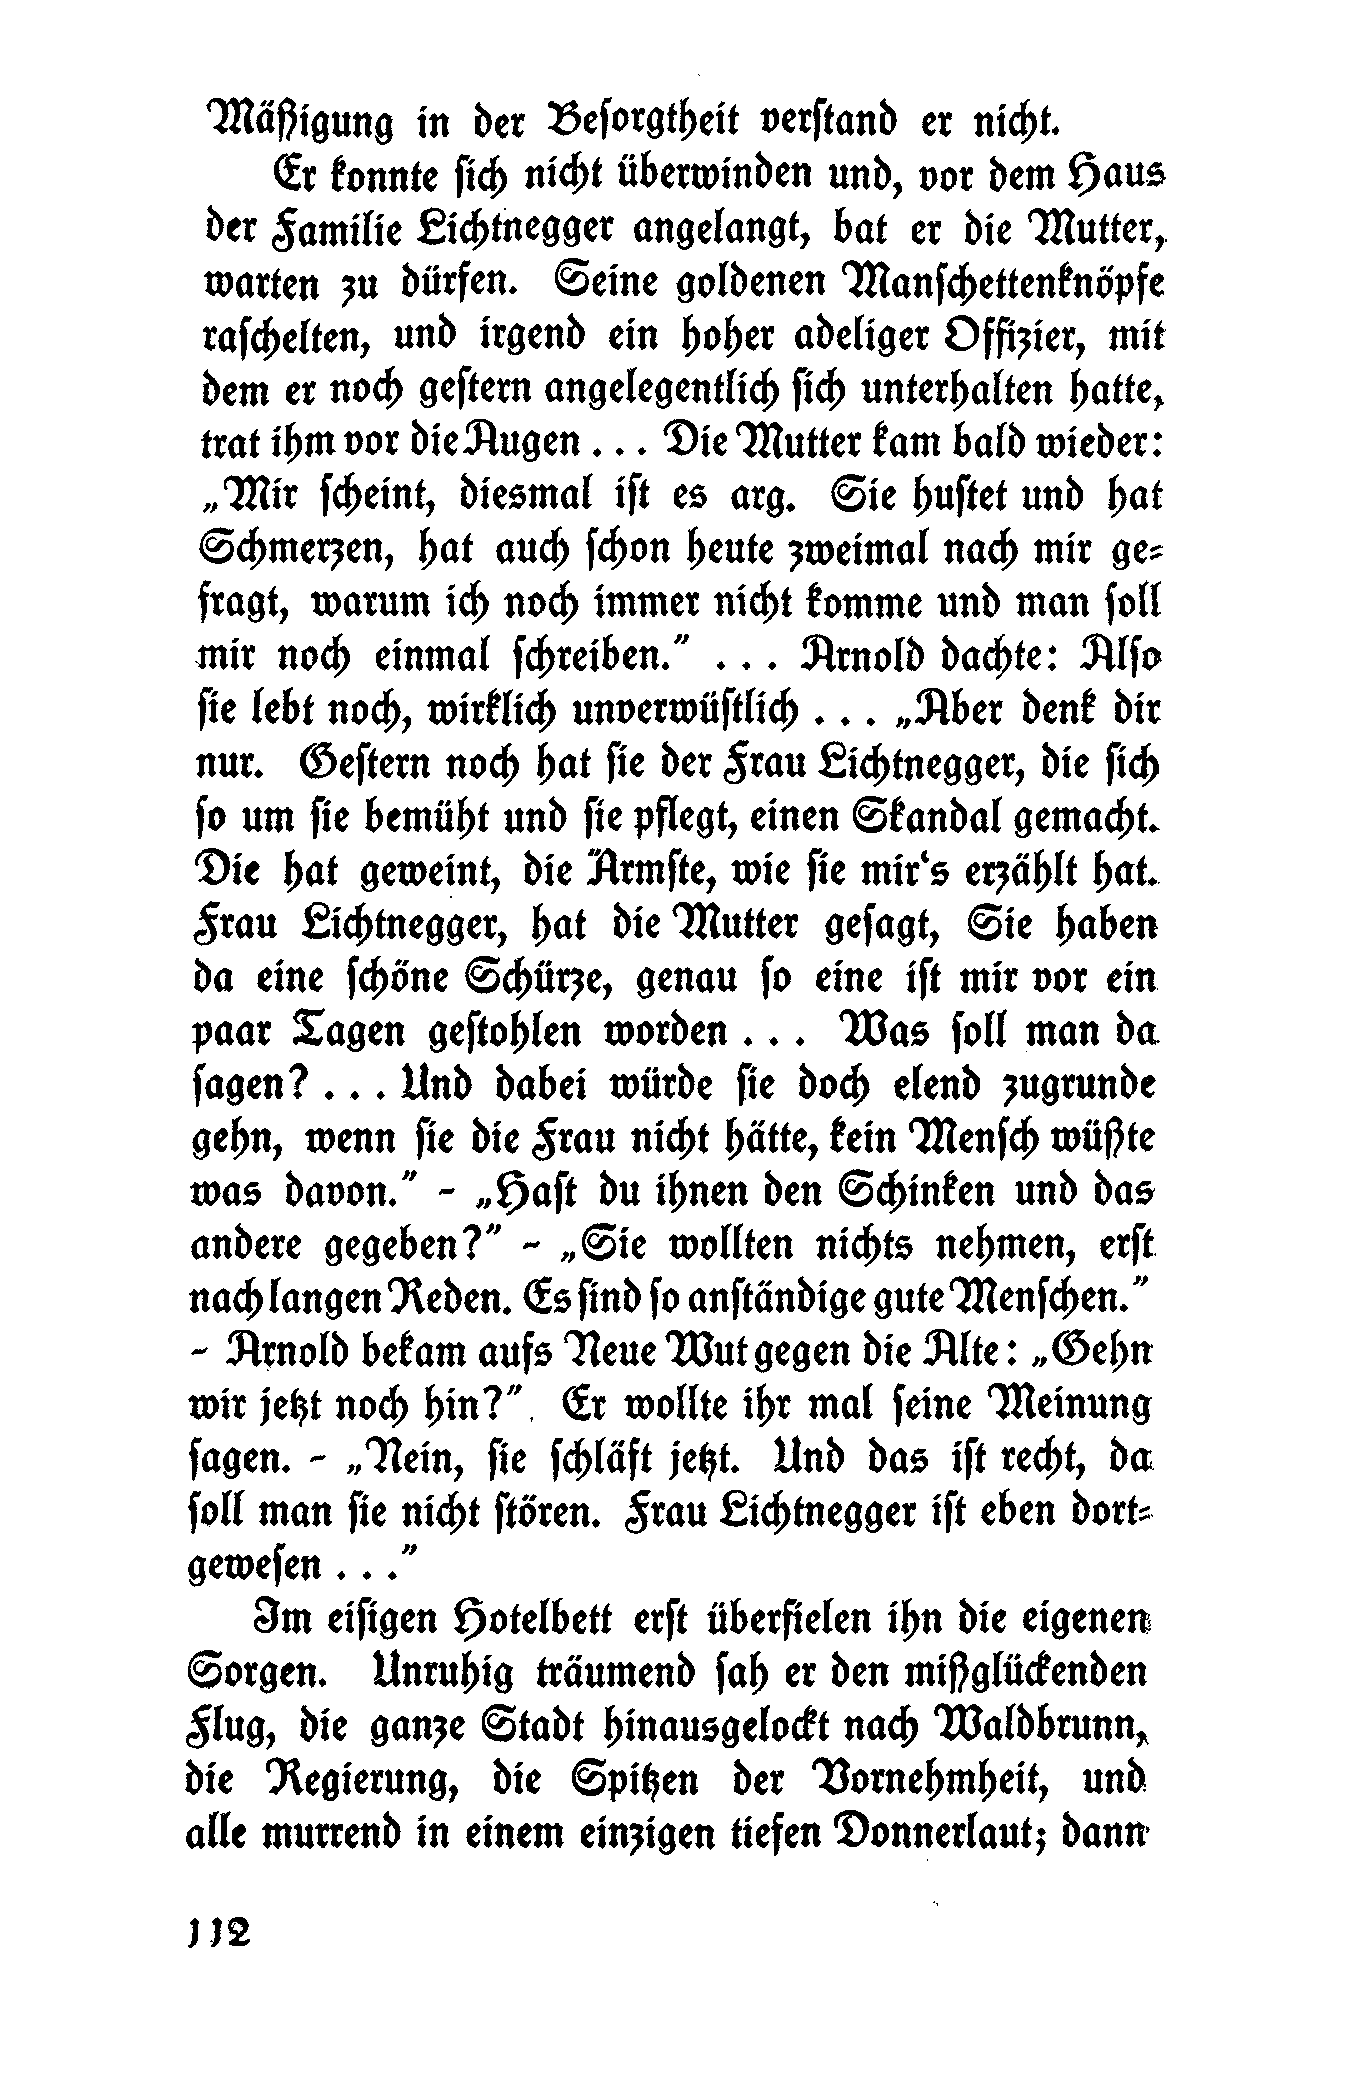 Mäßigung in der Besorgtheit verstand er nicht.
Er konnte sich nicht überwinden und, vor dem Haus
der Familie Lichtnegger angelangt, bat er die Mutter,
warten zu dürfen. Seine goldenen Manschettenknöpfe
raschelten, und irgend ein hoher adeliger Offizier, mit
dem er noch gestern angelegentlich sich unterhalten hatte,
trat ihm vor die Augen . . . Die Mutter kam bald wieder:
„Mir scheint, diesmal ist es arg. Sie hustet und hat
Schmerzen, hat auch schon heute zweimal nach mir ge-
fragt, warum ich noch immer nicht komme und man soll
mir noch einmal schreiben.” . . . Arnold dachte: Also
sie lebt noch, wirklich unverwüstlich . . . „Aber denk dir
nur. Gestern noch hat sie der Frau Lichtnegger, die sich
so um sie bemüht und sie pflegt, einen Skandal gemacht.
Die hat geweint, die Ärmste, wie sie mir‘s erzählt hat.
Frau Lichtnegger, hat die Mutter gesagt, Sie haben
da eine schöne Schürze, genau so eine ist mir vor ein
paar Tagen gestohlen worden . . . Was soll man da
sagen? . . . Und dabei würde sie doch elend zugrunde
gehn, wenn sie die Frau nicht hätte, kein Mensch wüßte
was davon.” - „Hast du ihnen den Schinken und das
andere gegeben?” - „Sie wollten nichts nehmen, erst
nach langen Reden. Es sind so anständige gute Menschen.”
- Arnold bekam aufs Neue Wut gegen die Alte: „Gehn
wir jetzt noch hin?”. Er wollte ihr mal seine Meinung
sagen. - „Nein, sie schläft jetzt. Und das ist recht, da
soll man sie nicht stören. Frau Lichtnegger ist eben dort-
gewesen . . .”
Im eisigen Hotelbett erst überfielen ihn die eigenen
Sorgen. Unruhig träumend sah er den mißglückenden
Flug, die ganze Stadt hinausgelockt nach Waldbrunn,
die Regierung, die Spitzen der Vornehmheit, und
alle murrend in einem einzigen tiefen Donnerlaut; dann
112